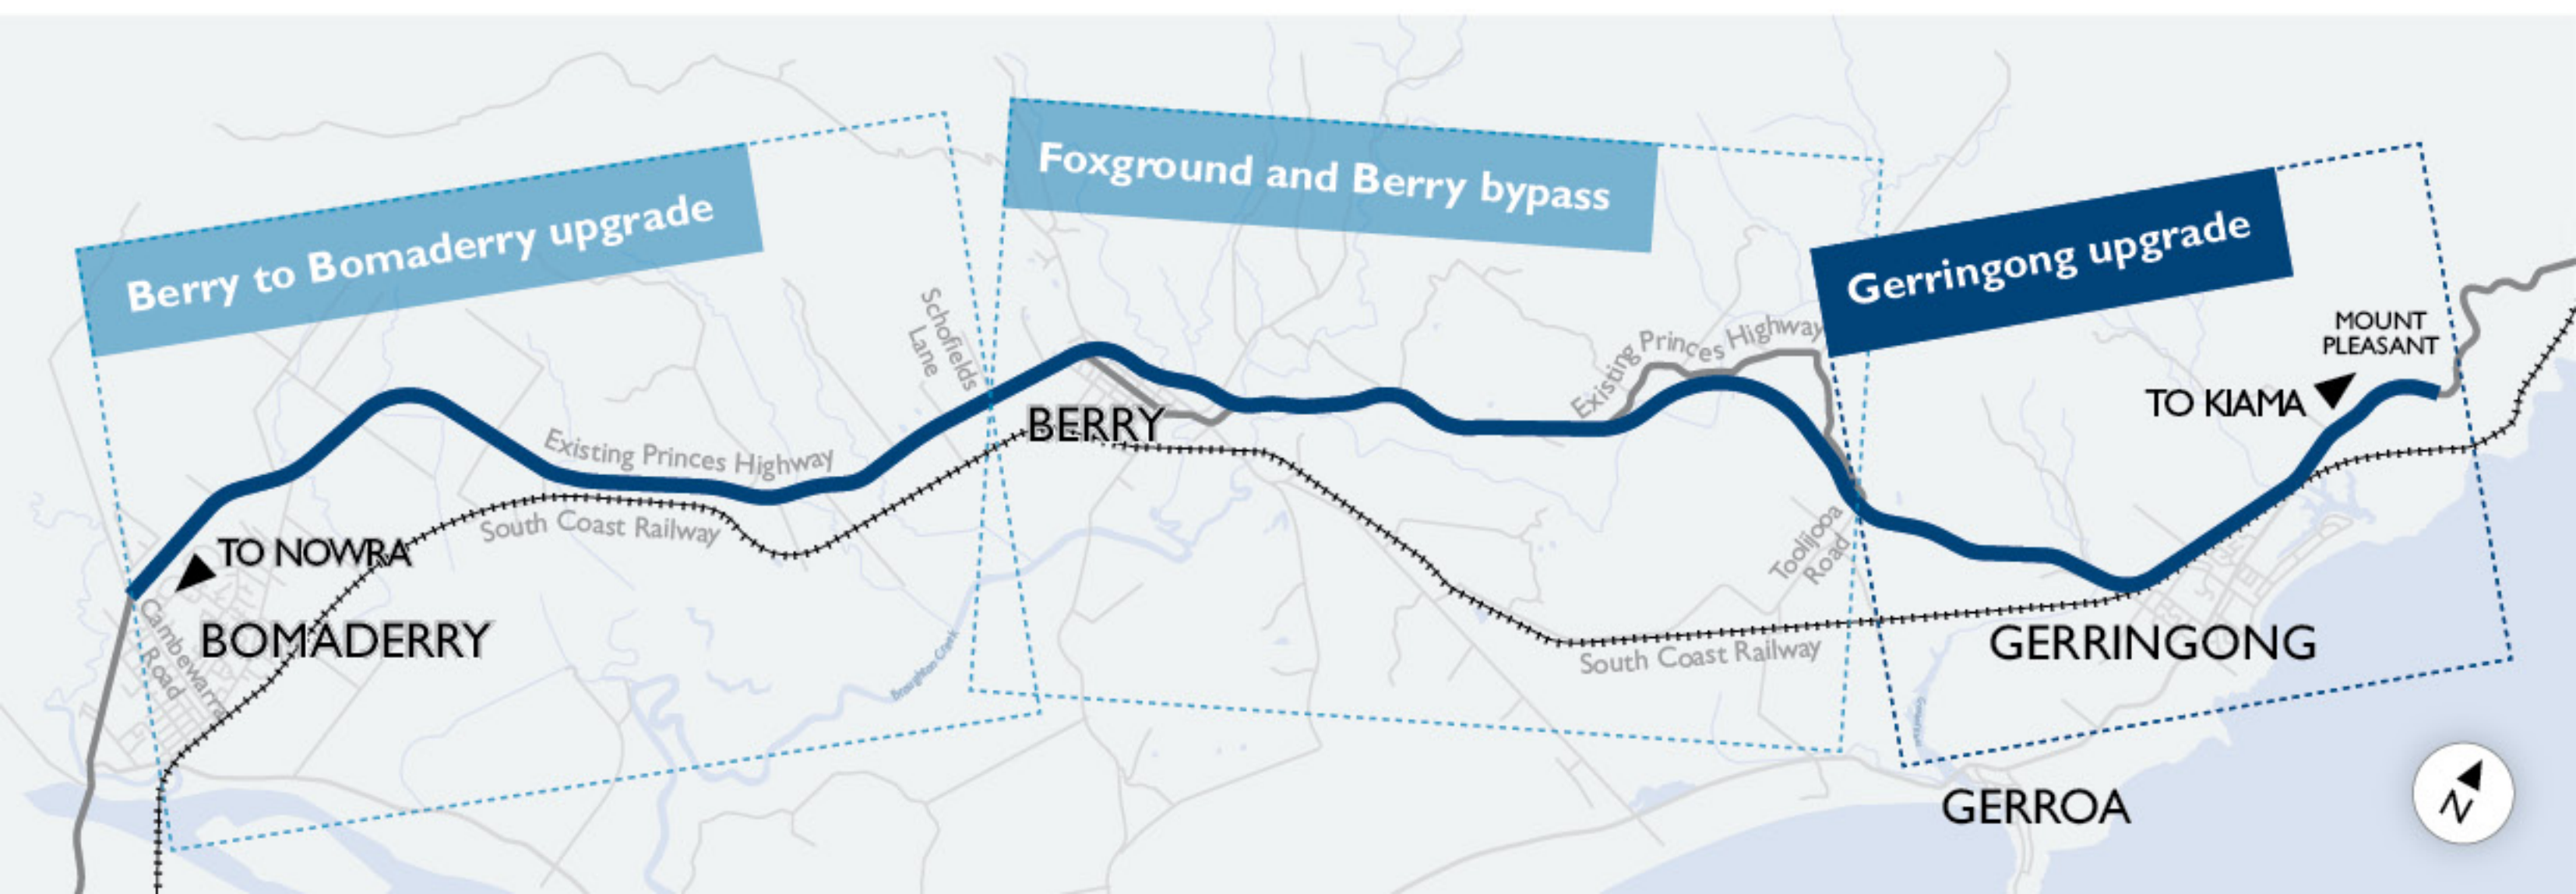 Berry to Bomaderry upgrade
Foxground and Berry bypass
Gerringong upgrade
MOUNT
PLEASANT
TO KIAMA
Schofields
Lane
Existing Princes Highway
BERRY
Existing Princes Highway
South Coast Railway
TO NOWRA
BOMADERRY
Cambewarra
Road
Broughton Creek
Toolijooa
Road
South Coast Railway
GERRINGONG
GERROA
N